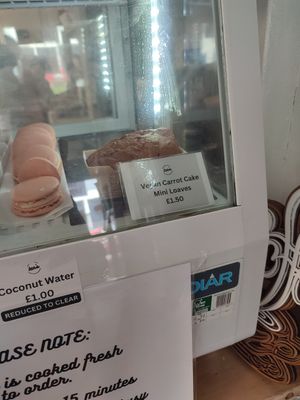 Vegan Carrot Cake
Mini Loaves
£1.50
Coconut Water
£1.00
REDUCED TO CLEAR
ASE NOTE:
is cooked fresh
to order.
15 minutes
DIAR